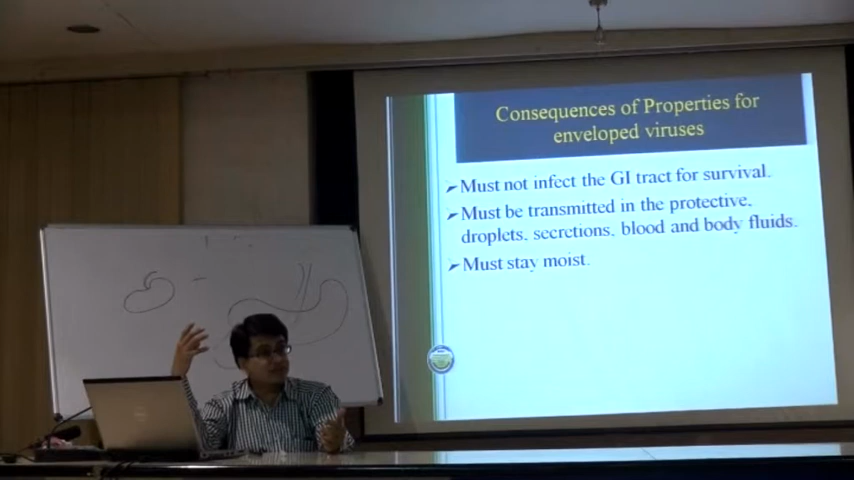 Consequences of Properties for
enveloped viruses
➢Must not infect the GI tract for survival.
➢Must be transmitted in the protective,
droplets, secretions, blood and body fluids.
➢Must stay moist.